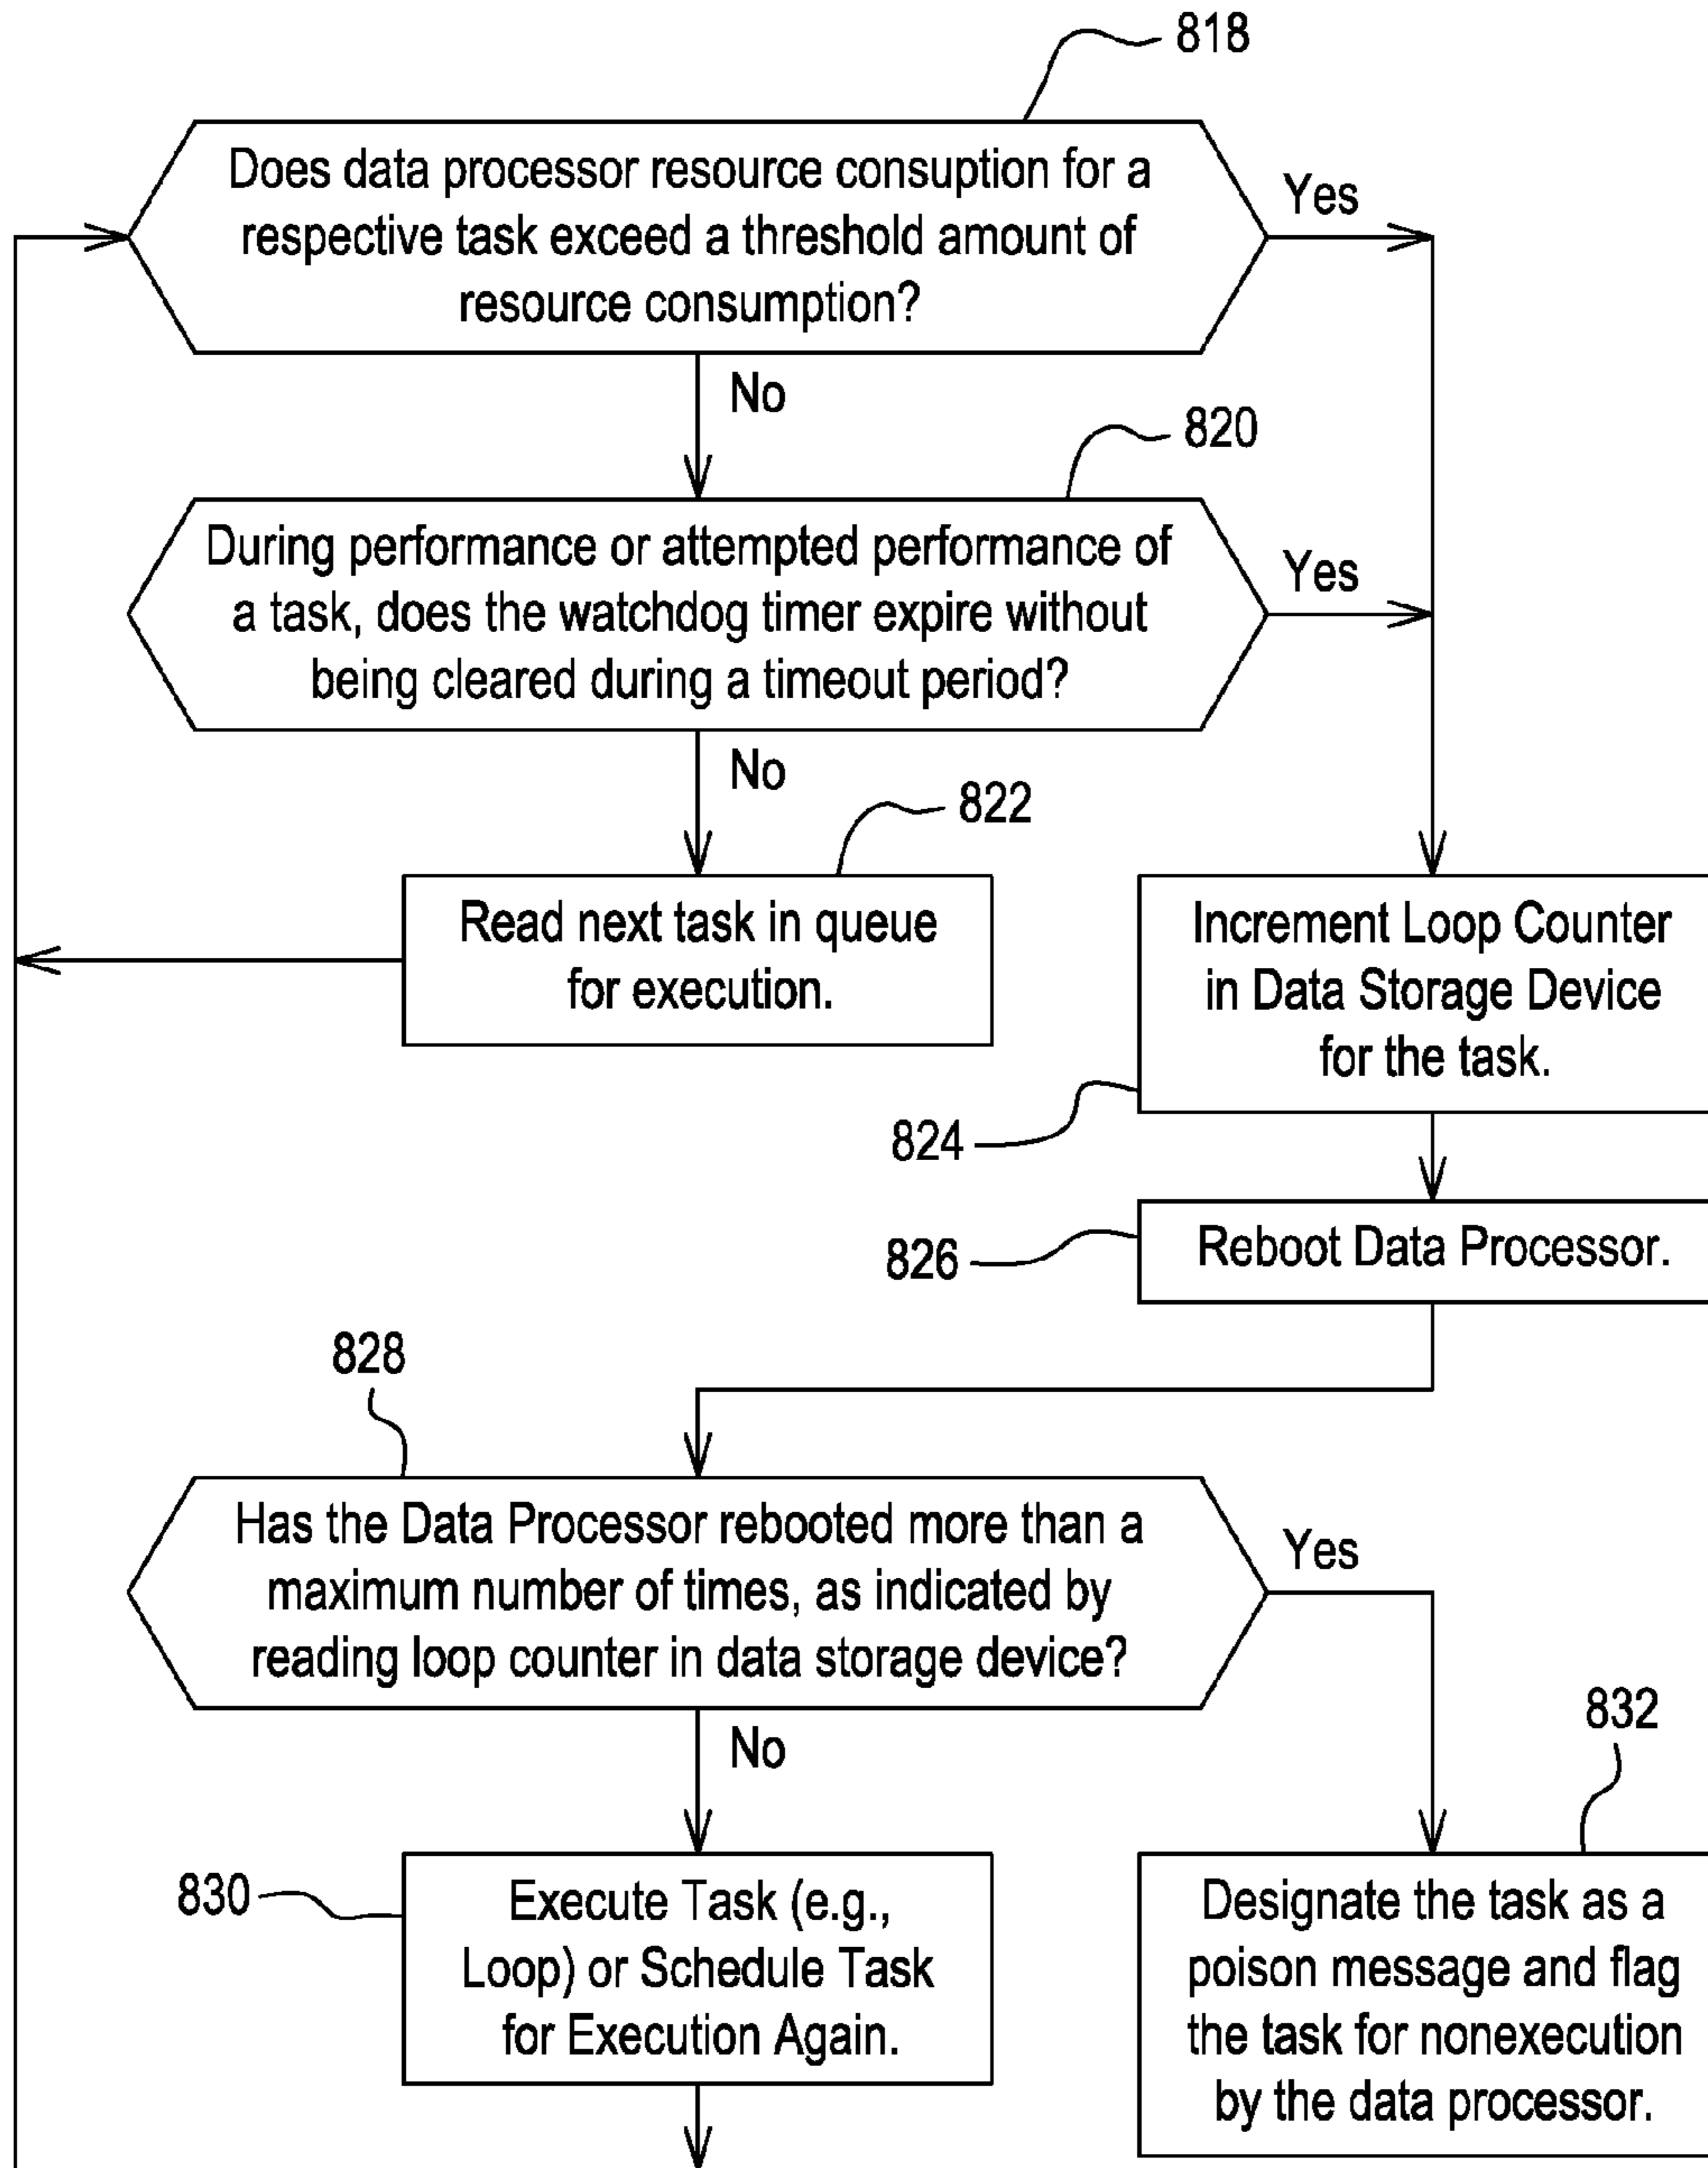 818
Does data processor resource consuption for a
respective task exceed a threshold amount of
resource consumption?
Yes
No
820
During performance or attempted performance of
a task, does the watchdog timer expire without
being cleared during a timeout period?
Yes
No
822
Read next task in queue
for execution.
Increment Loop Counter
in Data Storage Device
for the task.
824
826
Reboot Data Processor.
828
Has the Data Processor rebooted more than a
maximum number of times, as indicated by
reading loop counter in data storage device?
Yes
No
832
830
Execute Task (e.g.,
Loop) or Schedule Task
for Execution Again.
Designate the task as a
poison message and flag
the task for nonexecution
by the data processor.